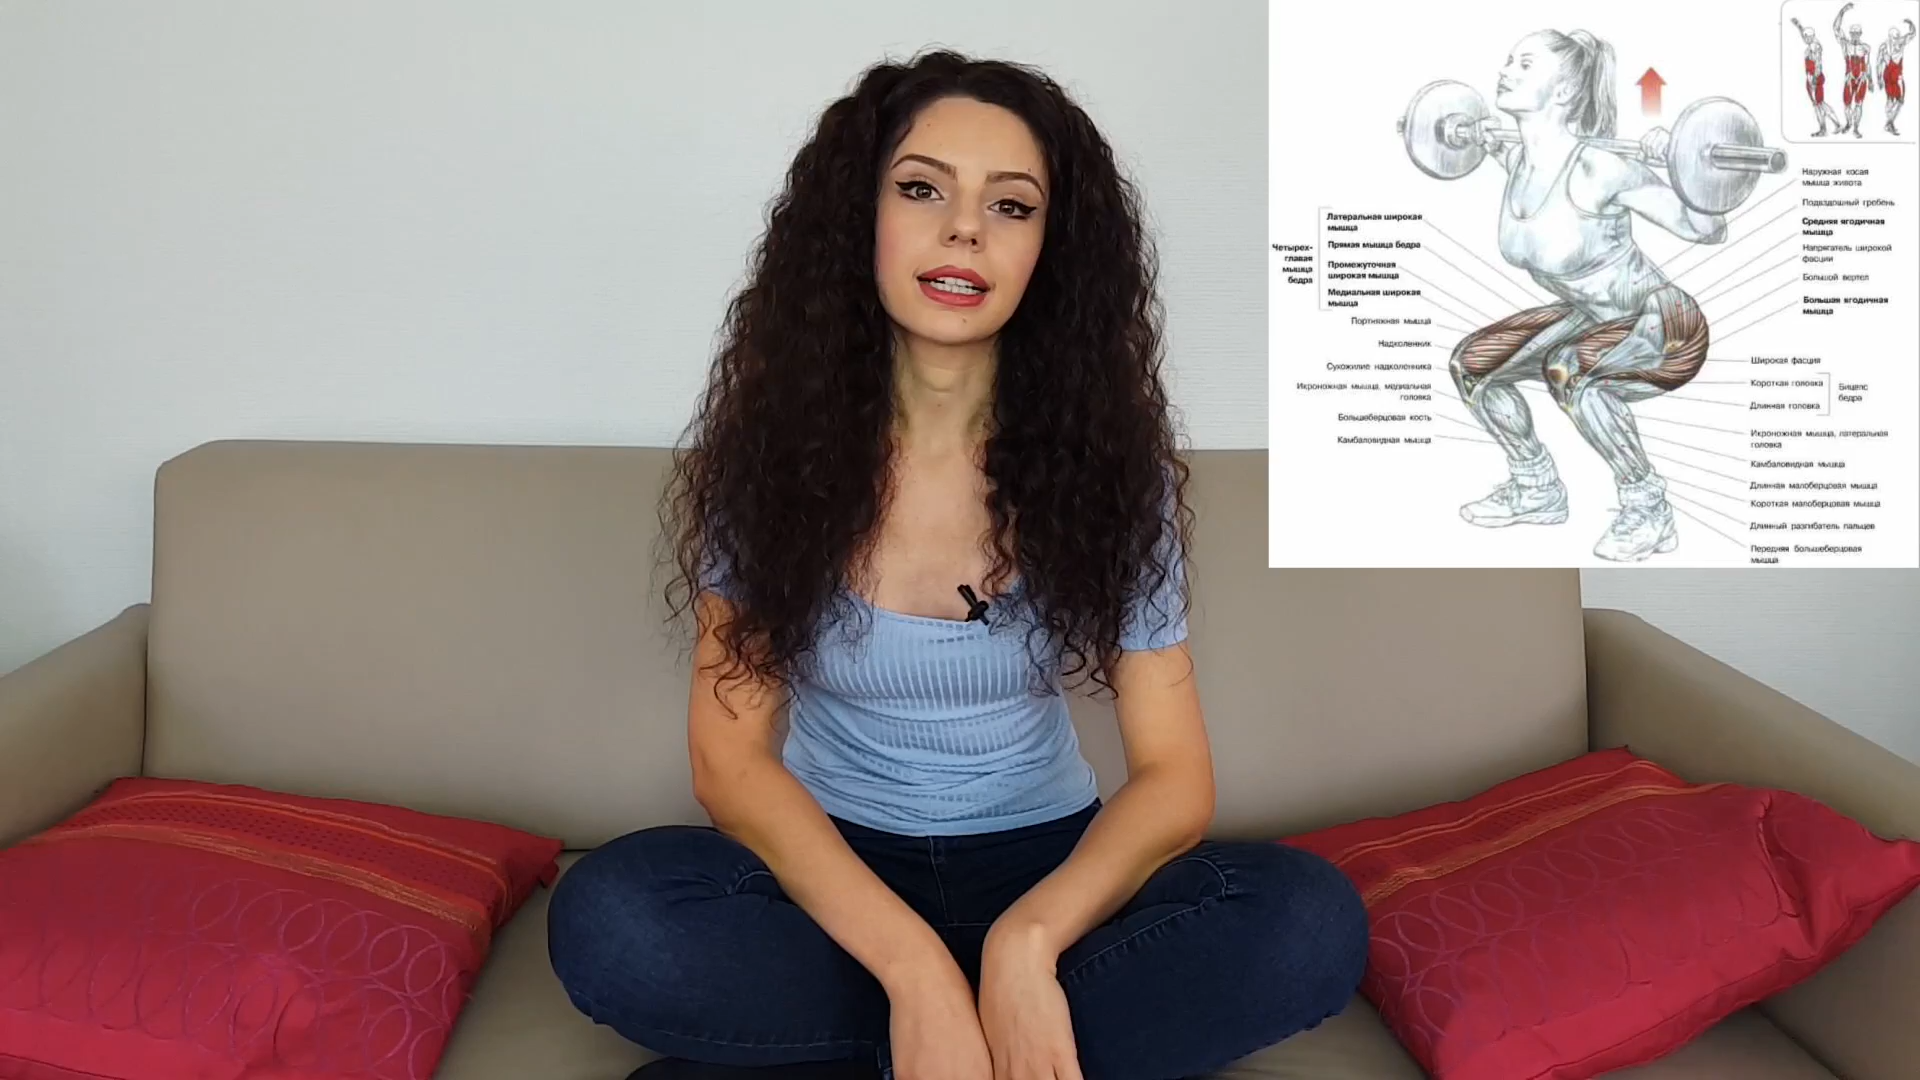 Четырех-
главая
мышца
бедра
Латеральная широкая
мышца
Прямая мышца бедра
Промежуточная
широкая мышца
Медиальная широкая
мышца
Портняжная мышца
Надколенник
Сухожилие надколенника
Икроножная мышца, медиальная
головка
Большеберцовая кость
Камбаловидная мышца
Наружная косая
мышца живота
Подвздошный гребень
Средняя ягодичная
мышца
Напрягатель широкой
фасции
Большой вертел
Большая ягодичная
мышца
Широкая фасция
Короткая головка
Длинная головка
Бицепс
бедра
Икроножная мышца, латеральная
головка
Камбаловидная мышца
Длинная малоберцовая мышца
Короткая малоберцовая мышца
Длинный разгибатель пальцев
Передняя большеберцовая
мышца